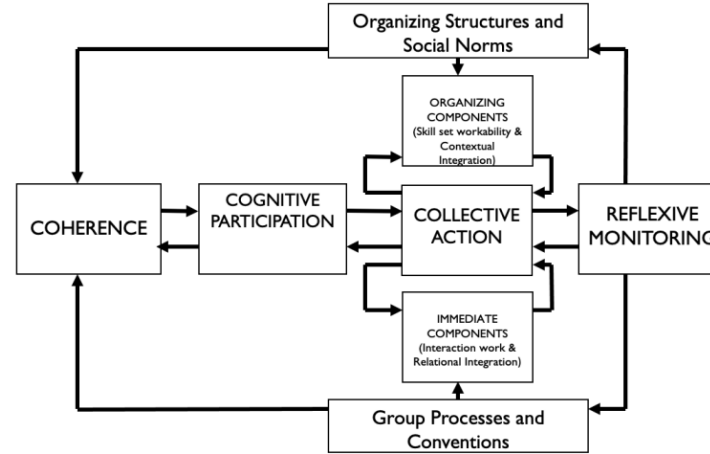 Organizing Structures and
Social Norms
ORGANIZING
COMPONENTS
(Skill set workability &
Contextual
Integration)
COHERENCE
COGNITIVE
PARTICIPATION
COLLECTIVE
ACTION
REFLEXIVE
MONITORING
IMMEDIATE
COMPONENTS
(Interaction work &
Relational Integration)
Group Processes and
Conventions